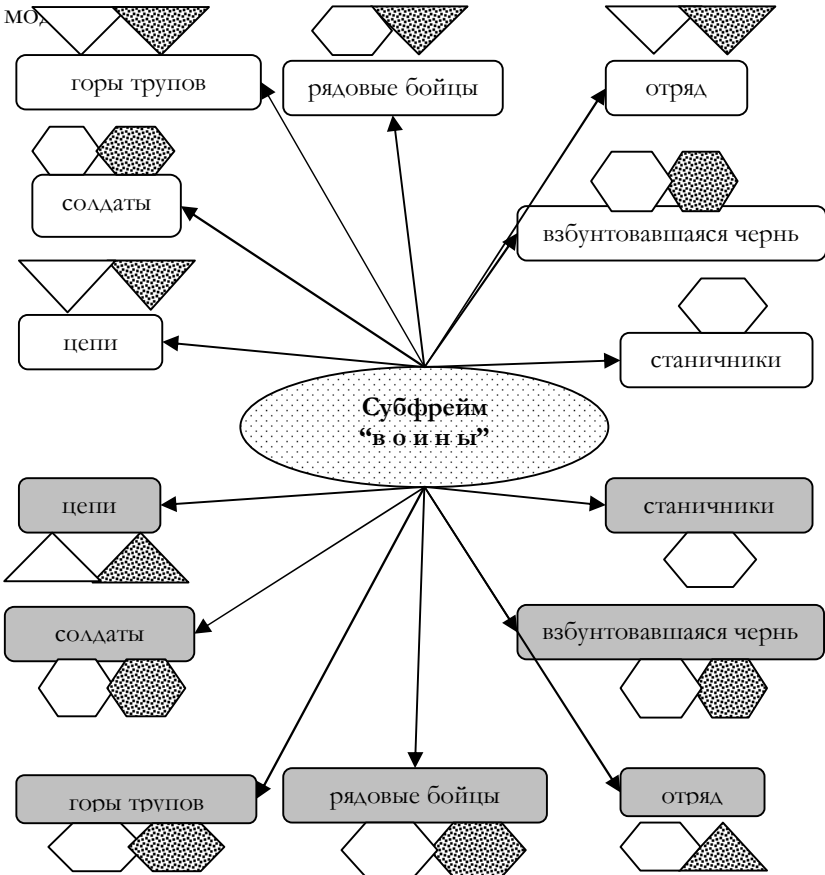 мод
горы трупов
рядовые бойцы
отряд
солдаты
взбунтовавшаяся чернь
цепи
станичники
Субфрейм
“в о и н ы”
цепи
станичники
солдаты
взбунтовавшаяся чернь
горы трупов
рядовые бойцы
отряд